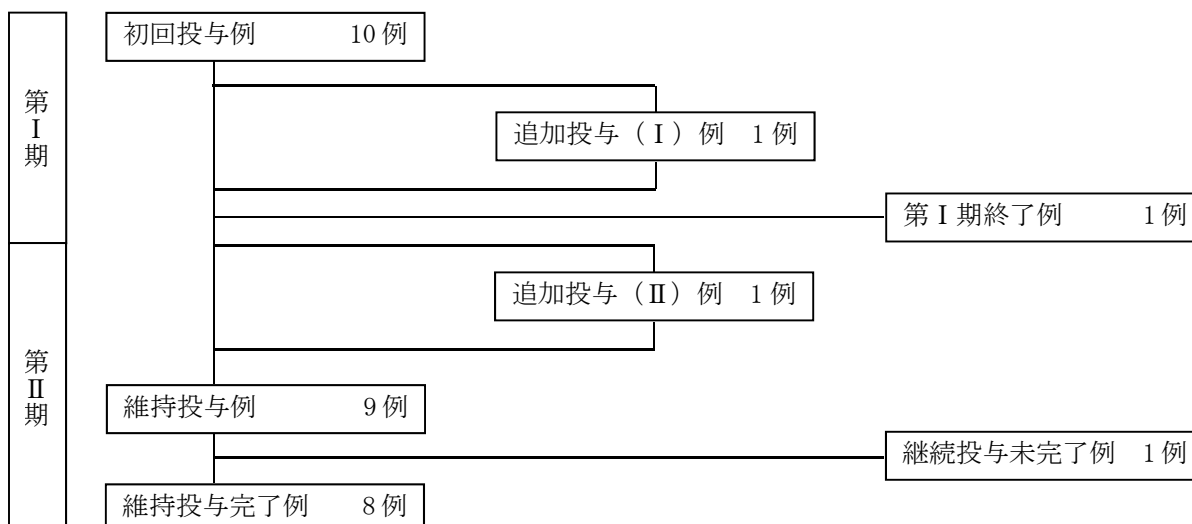 第Ⅰ期
初回投与例 10例
追加投与（Ⅰ）例 1例
第Ⅰ期終了例 1例
第Ⅱ期
追加投与（Ⅱ）例 1例
維持投与例 9例
継続投与未完了例 1例
維持投与完了例 8例